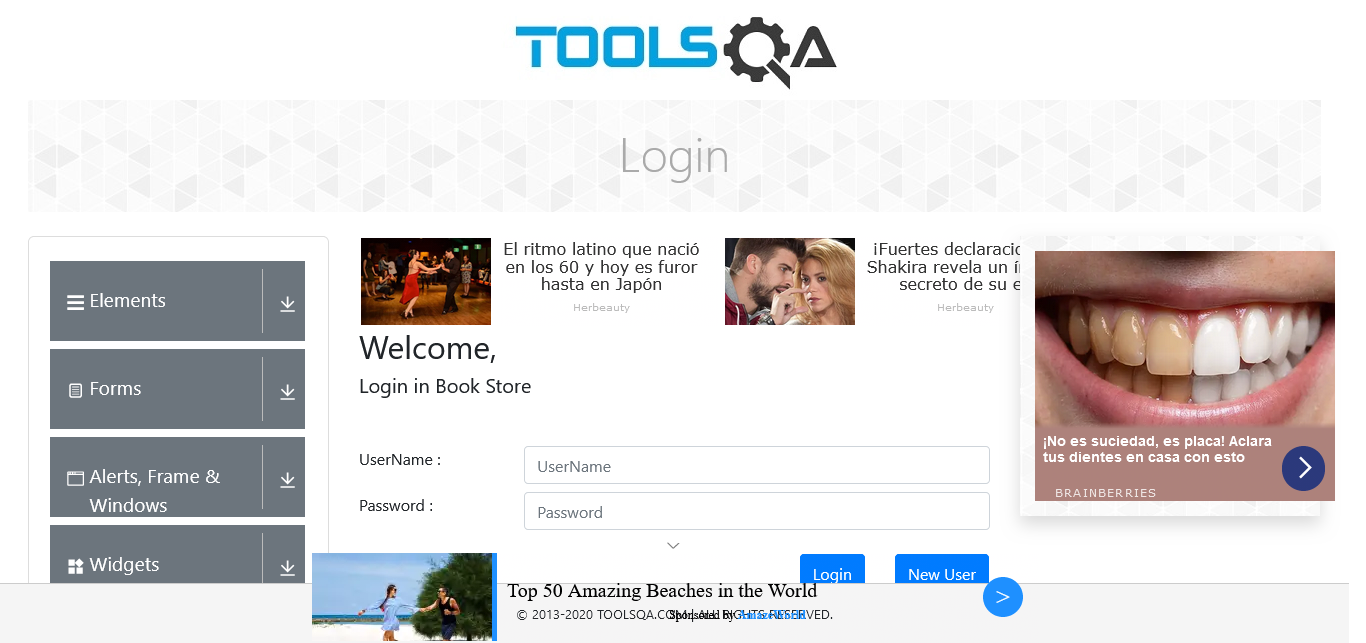 TOOLSQA
Login
Elements
Forms
Alerts, Frame &
Windows
Widgets
El ritmo latino que nació
en los 60 y hoy es furor
hasta en Japón
Herbeauty
¡Fuertes declaracio
Shakira revela un
secreto de su e
Herbeauty
Welcome,
Login in Book Store
UserName :
UserName
Password :
Password
Login
New User
¡No es suciedad, es placa! Aclara
tus dientes en casa con esto
BRAINBERRIES
Top 50 Amazing Beaches in the World
© 2013-2020 TOOLSQA.COM | ALL RIGHTS RESERVED.
Sponsored By
>